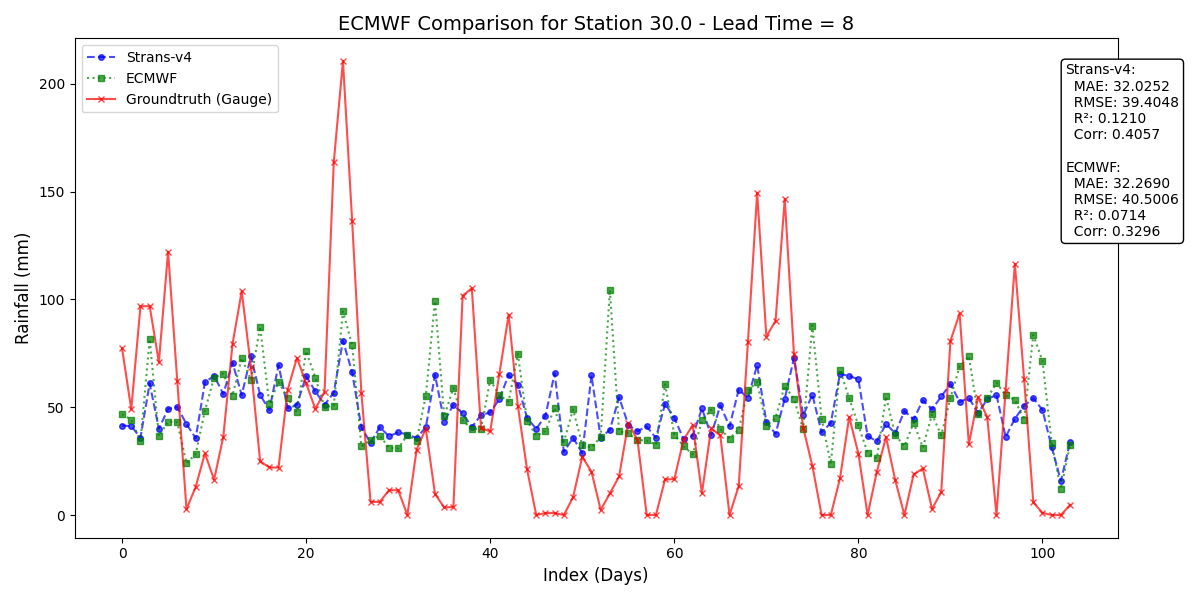 ECMWF Comparison for Station 30.0 - Lead Time = 8
Strans-v4
ECMWF
Groundtruth (Gauge)
Strans-v4:
MAE: 32.0252
RMSE: 39.4048
R²: 0.1210
Corr: 0.4057
ECMWF:
MAE: 32.2690
RMSE: 40.5006
R²: 0.0714
Corr: 0.3296
Rainfall (mm)
200
150
100
50
0
0 20 40 60 80 100
Index (Days)